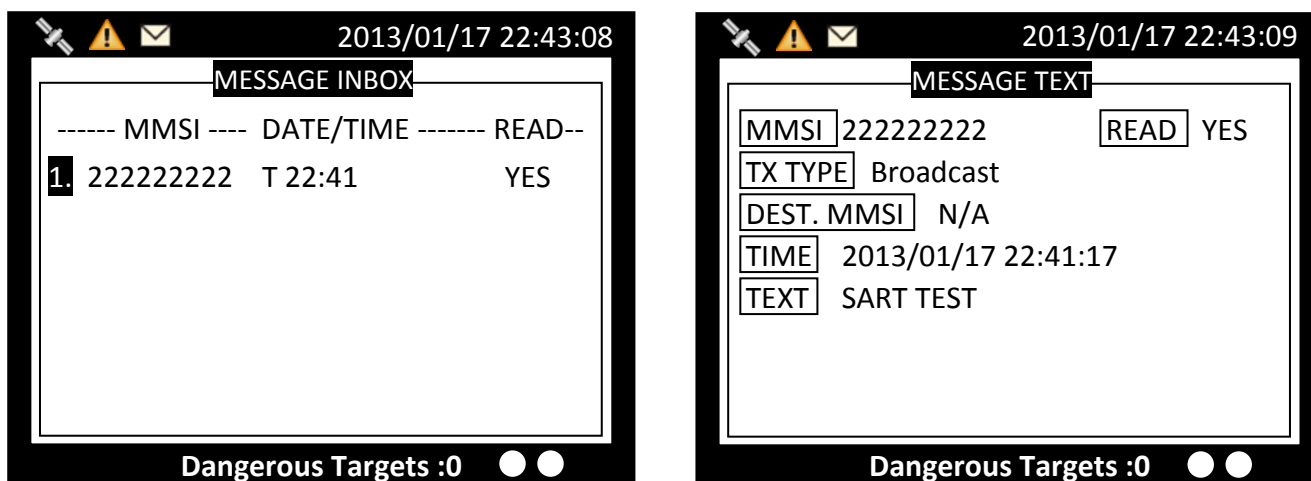 2013/01/17 22:43:08
MESSAGE INBOX
------ MMSI ---- DATE/TIME ------- READ--
1. 222222222 T 22:41 YES
Dangerous Targets :0
2013/01/17 22:43:09
MESSAGE TEXT
MMSI 222222222 READ YES
TX TYPE Broadcast
DEST. MMSI N/A
TIME 2013/01/17 22:41:17
TEXT SART TEST
Dangerous Targets :0